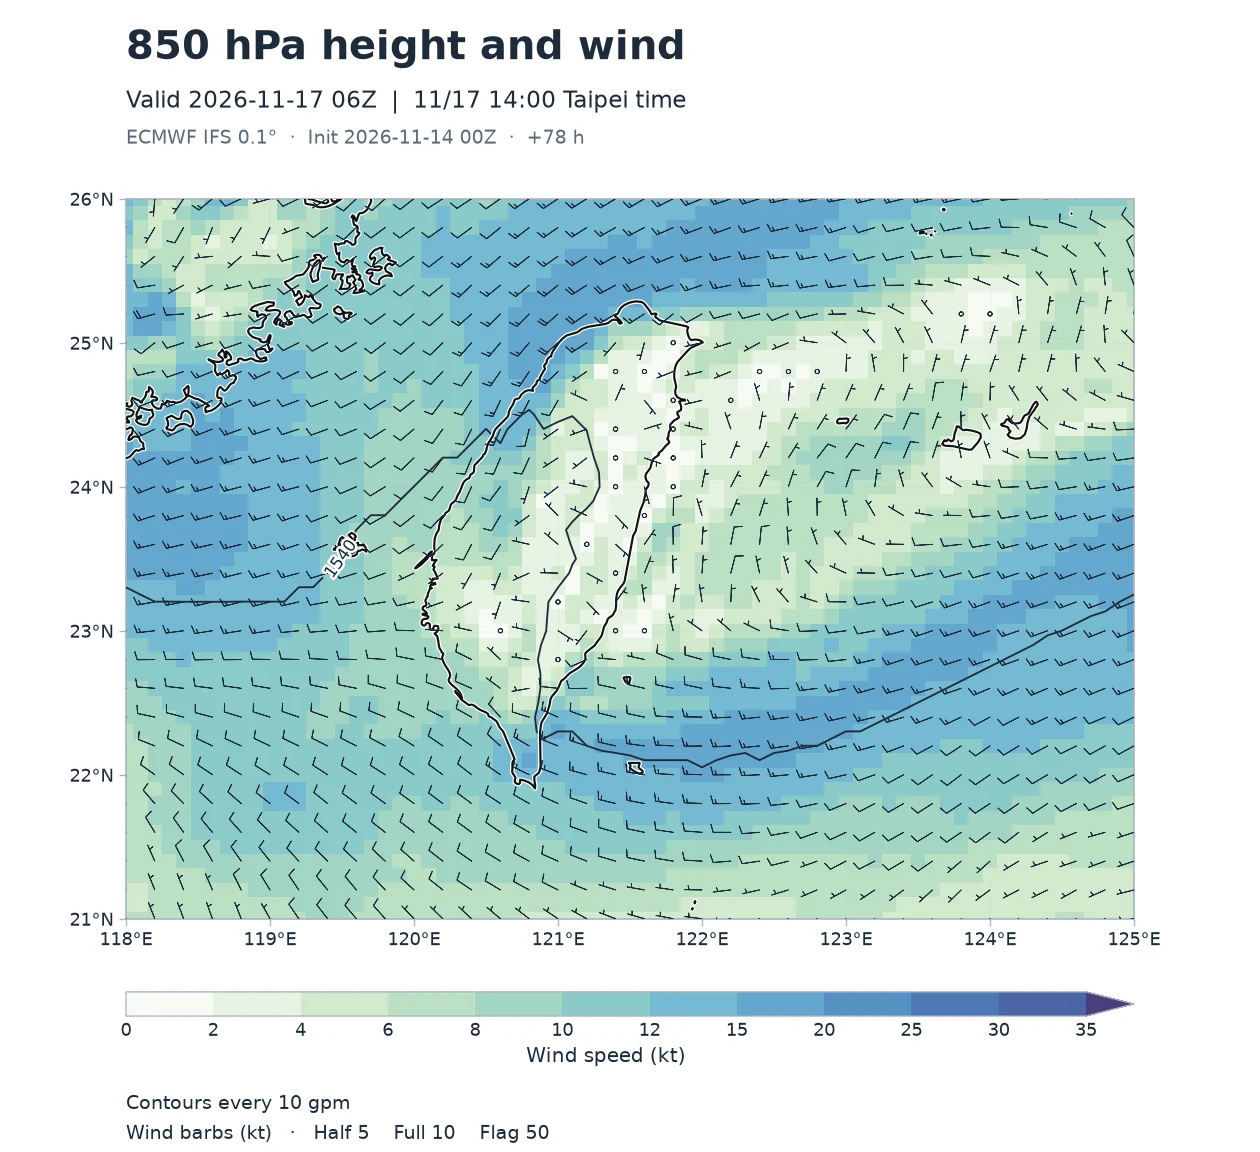 850 hPa height and wind
Valid 2026-11-17 06Z | 11/17 14:00 Taipei time
ECMWF IFS 0.1° · Init 2026-11-14 00Z · +78 h
26°N
25°N
24°N
23°N
22°N
21°N
1540
118°E 119°E 120°E 121°E 122°E 123°E 124°E 125°E
0 2 4 6 8 10 12 15 20 25 30 35
Wind speed (kt)
Contours every 10 gpm
Wind barbs (kt) · Half 5 Full 10 Flag 50